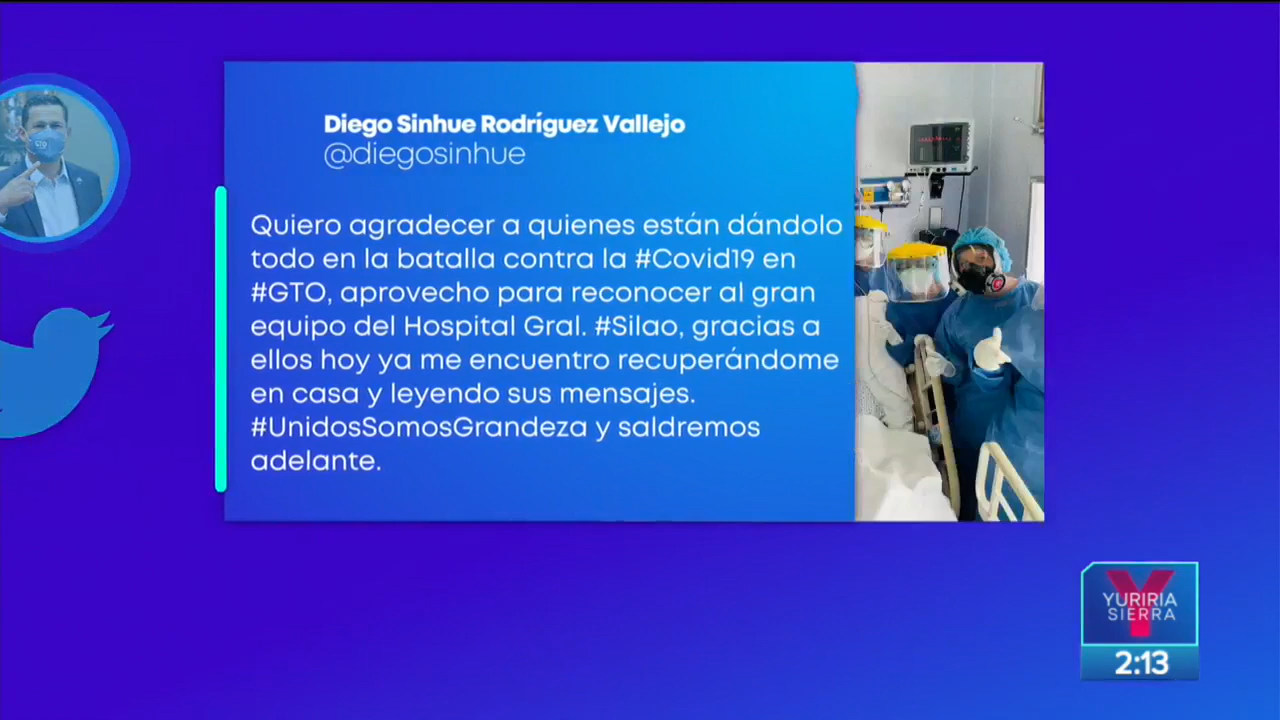 Diego Sinhue Rodríguez Vallejo
@diegosinhue
Quiero agradecer a quienes están dándolo
todo en la batalla contra la #Covid19 en
#GTO, aprovecho para reconocer al gran
equipo del Hospital Gral. #Silao, gracias a
ellos hoy ya me encuentro recuperándome
en casa y leyendo sus mensajes.
#UnidosSomosGrandeza y saldremos
adelante.
Y
YURIRIA
SIERRA
2:13